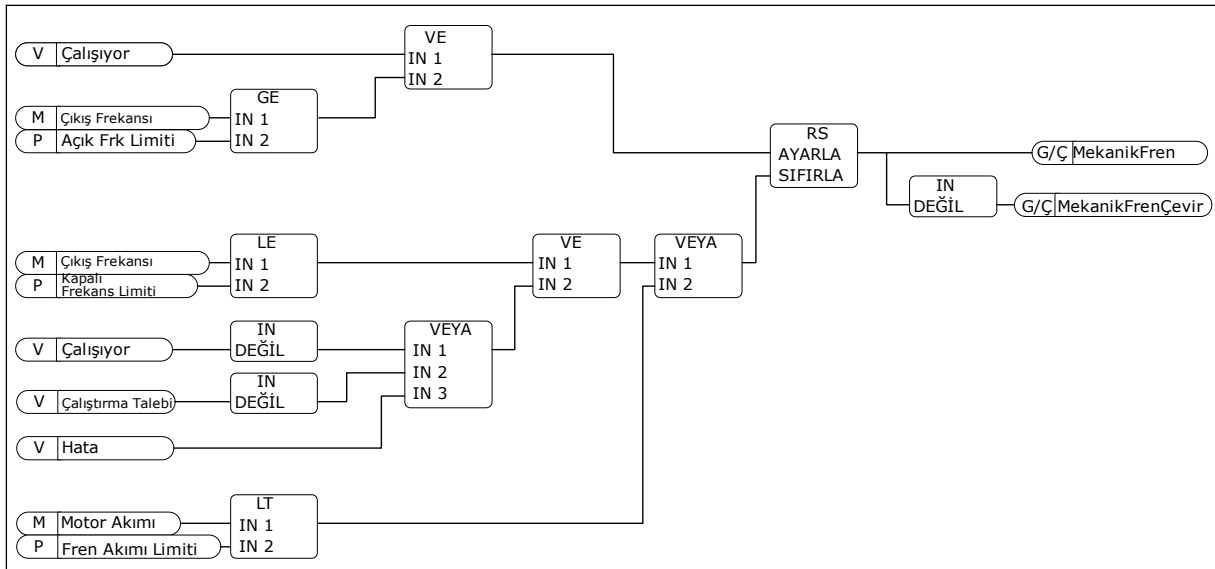 VE
V Çalışıyor
IN 1
IN 2
GE
M Çıkış Frekansı
IN 1
P Açık Frk Limiti
IN 2
RS
AYARLA
SIFIRLA
G/Ç MekanikFren
IN
DEĞİL
G/Ç MekanikFrenÇevir
LE
M Çıkış Frekansı
IN 1
P Kapalı
Frekans Limiti
IN 2
VE
IN 1
IN 2
VEYA
IN 1
IN 2
V Çalışıyor
IN
DEĞİL
VEYA
IN 1
IN 2
IN 3
V Çalıştırma Talebi
IN
DEĞİL
V Hata
LT
M Motor Akımı
IN 1
P Fren Akımı Limiti
IN 2